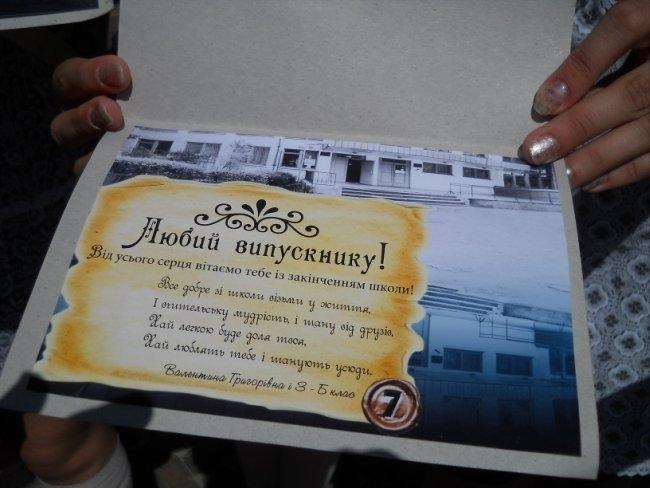 Любий випускнику!
Від усього серця вітаємо тебе із закінченням школи!
Все добре зі школи візьми у життя,
І вчительську мудрість, і шану від друзів,
Хай легкою буде доля твоя,
Хай люблять тебе і шанують усюди.
Валентина Григорівна і 3 - Б клас
7